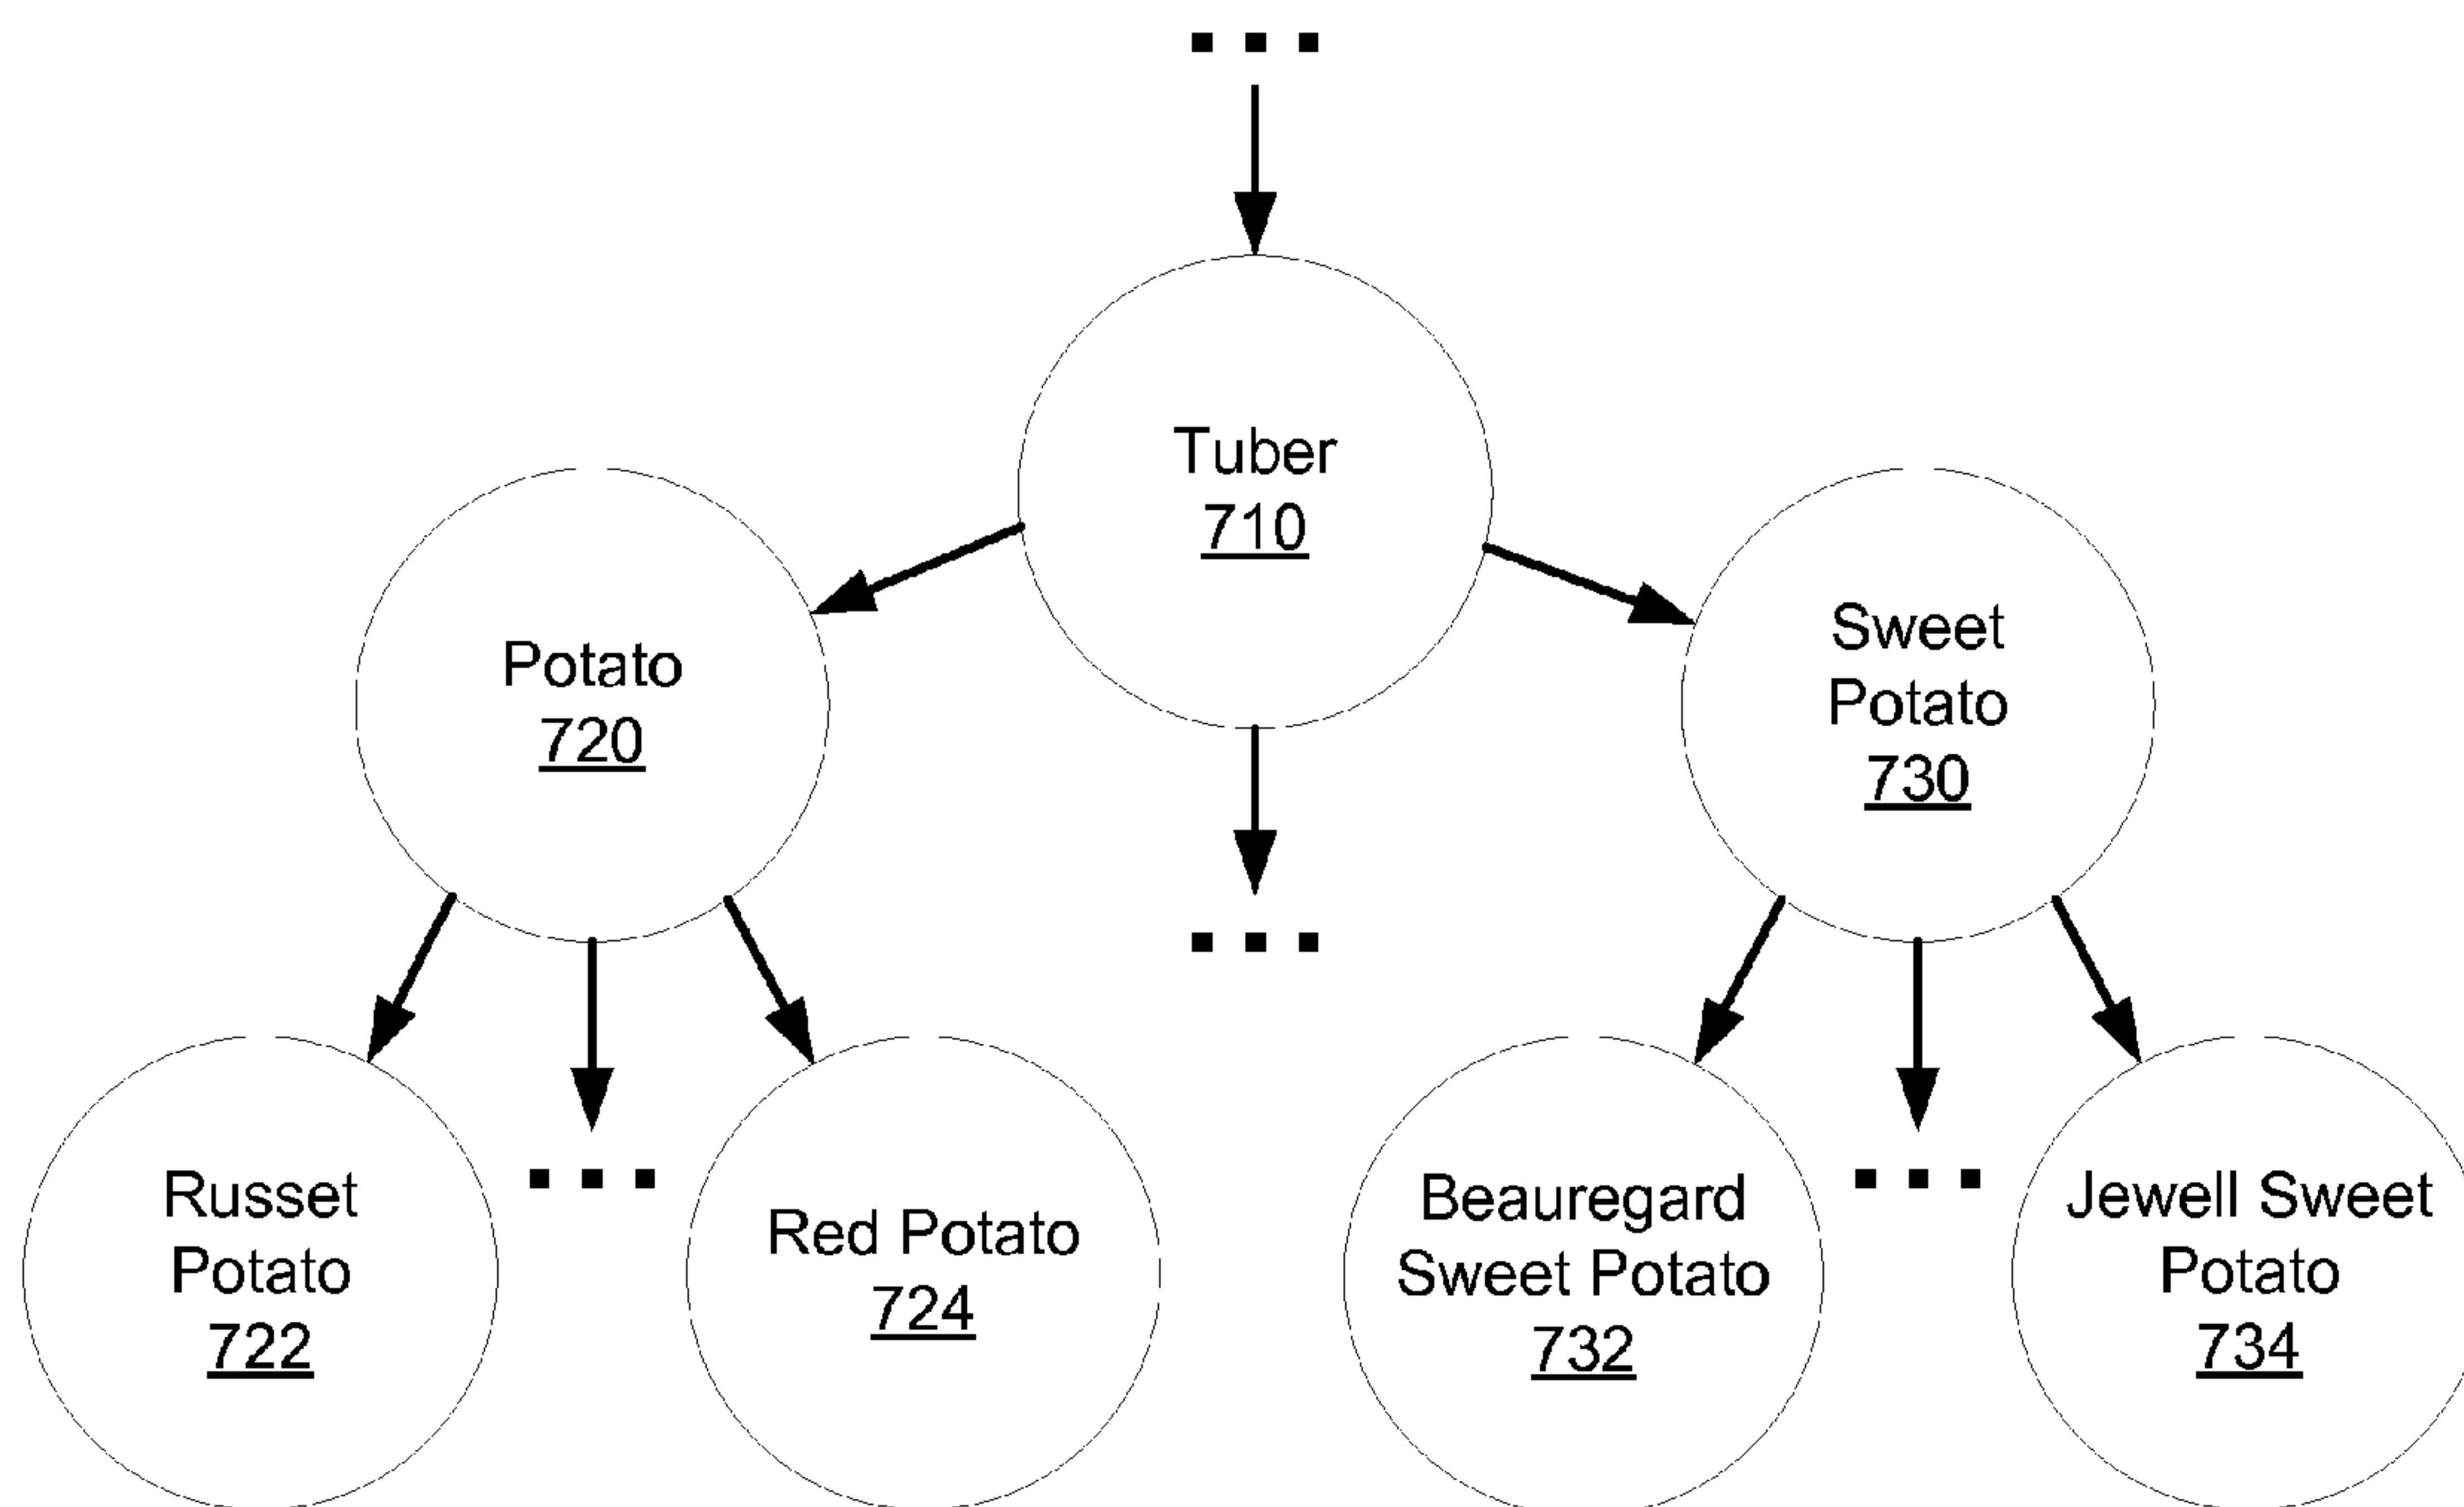 Tuber
710
Potato
720
Sweet
Potato
730
Russet
Potato
722
Red Potato
724
Beauregard
Sweet Potato
732
Jewell Sweet
Potato
734